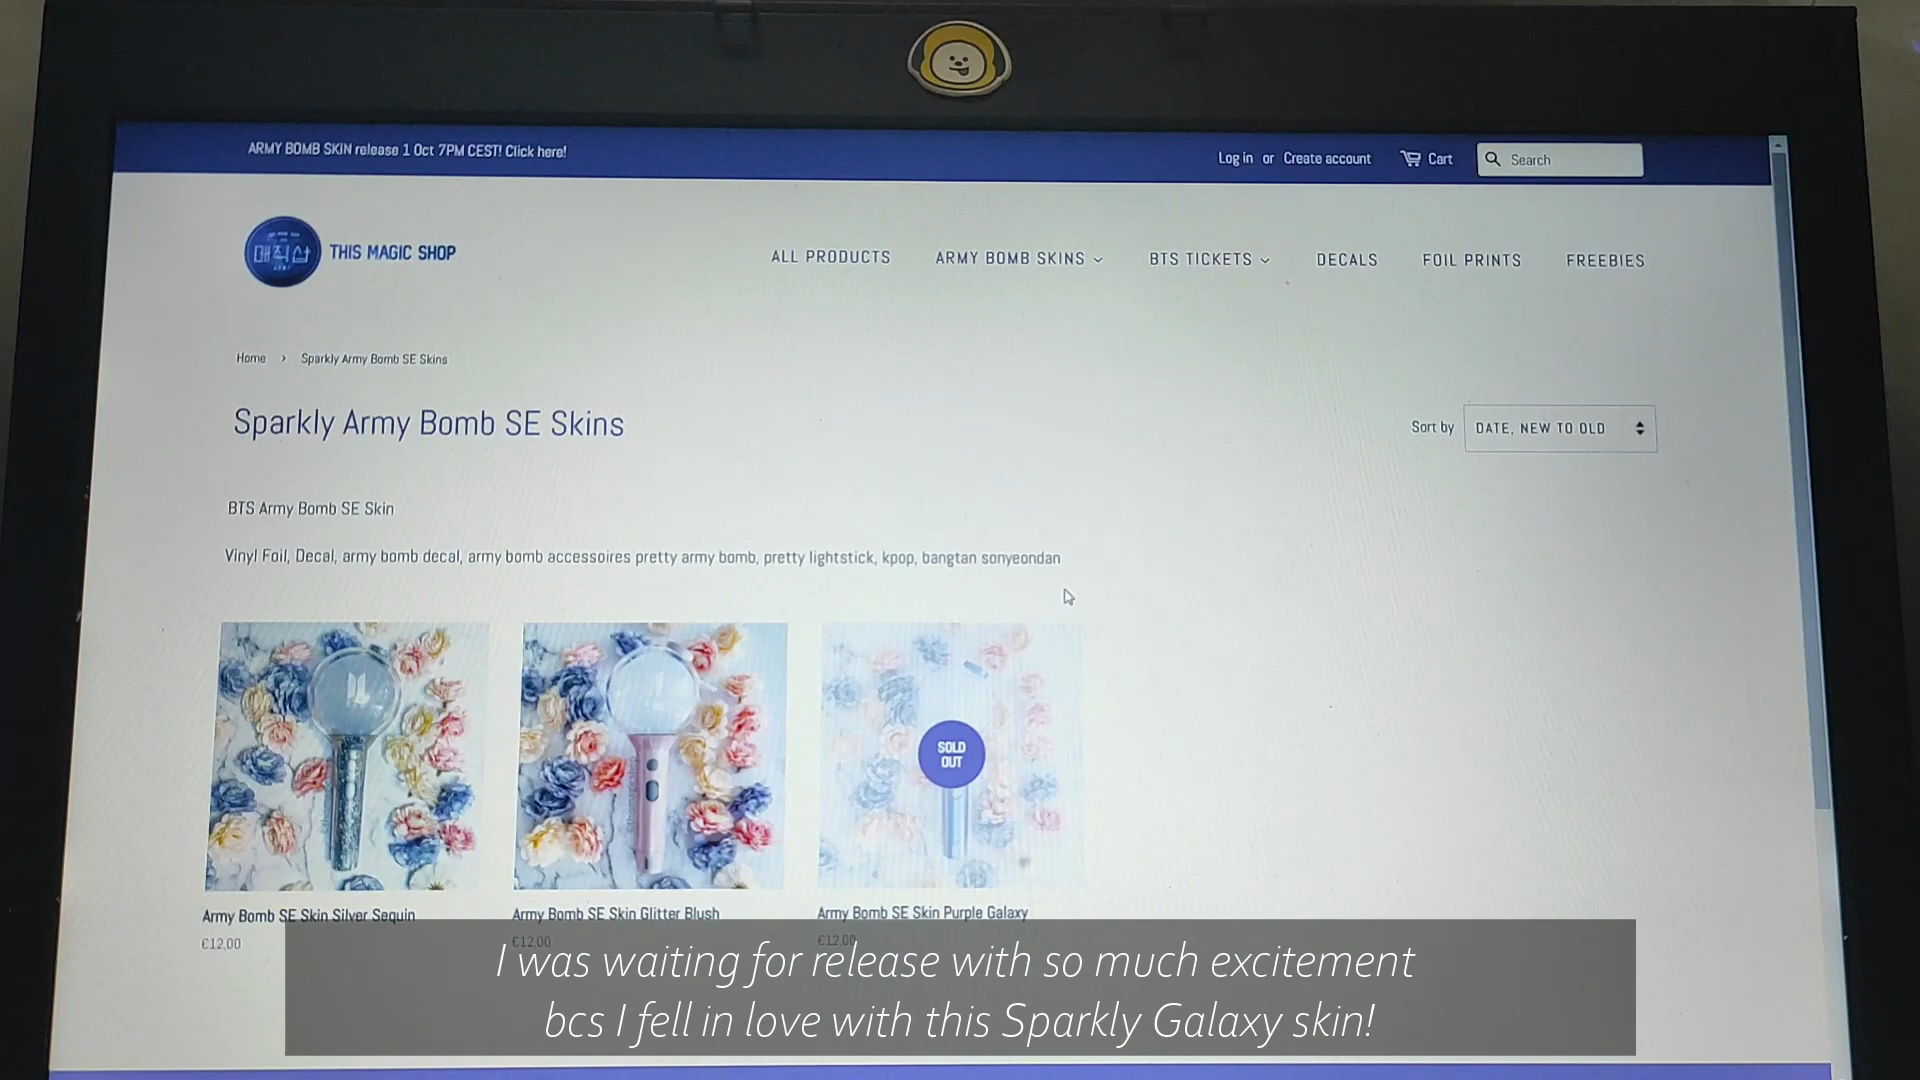 ARMY BOMB SKIN release 1 Oct 7PM CEST! Click here!
Log in or Create account Cart Search
매직샵
THIS MAGIC SHOP
ALL PRODUCTS ARMY BOMB SKINS BTS TICKETS DECALS FOIL PRINTS FREEBIES
Home › Sparkly Army Bomb SE Skins
Sparkly Army Bomb SE Skins
Sort by DATE, NEW TO OLD
BTS Army Bomb SE Skin
Vinyl Foil, Decal, army bomb decal, army bomb accessoires pretty army bomb, pretty lightstick, kpop, bangtan sonyeondan
SOLD
OUT
Army Bomb SE Skin Silver Sequin
€12,00
Army Bomb SE Skin Glitter Blush
€12,00
Army Bomb SE Skin Purple Galaxy
€12,00
I was waiting for release with so much excitement
bcs I fell in love with this Sparkly Galaxy skin!